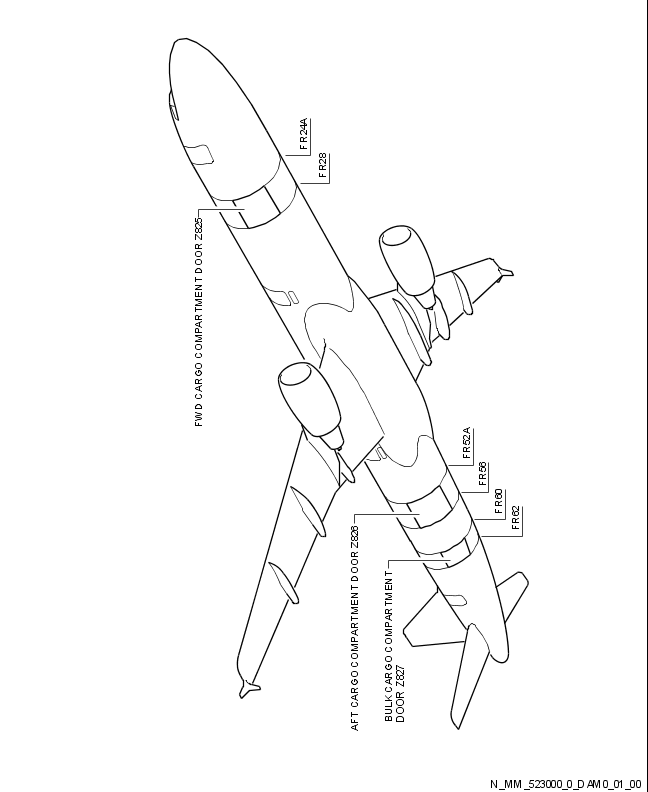 FR24A
FR28
FWD CARGO COMPARTMENT DOOR Z825
FR52A
FR56
FR60
FR62
AFT CARGO COMPARTMENT DOOR Z826
BULK CARGO COMPARTMENT
DOOR Z827
N_MM_523000_0_DAM0_01_00